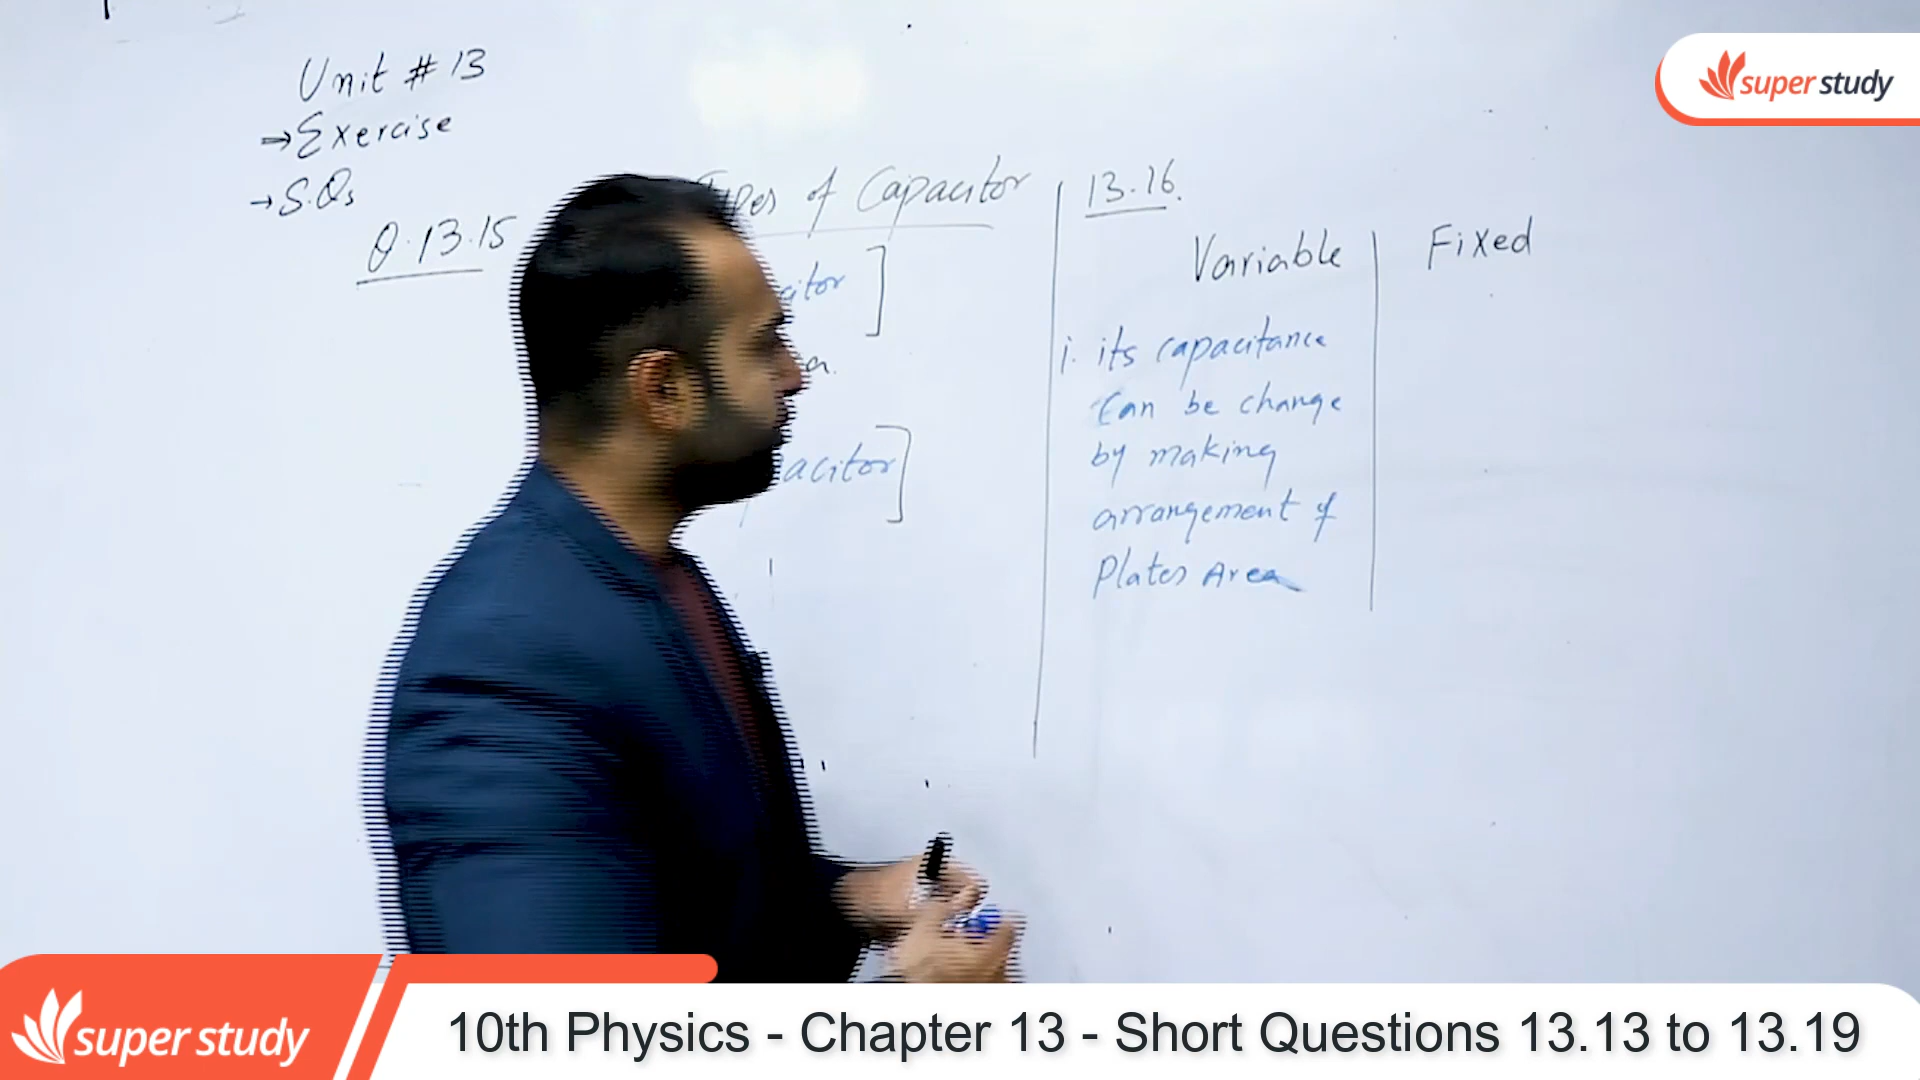 Unit # 13
→ Exercise
→ S.Qs
Q.13.15
of Capacitor
13.16.
Variable
Fixed
i. its capacitance
Can be change
by making
arrangement of
Plates Area
super study
super study
10th Physics - Chapter 13 - Short Questions 13.13 to 13.19